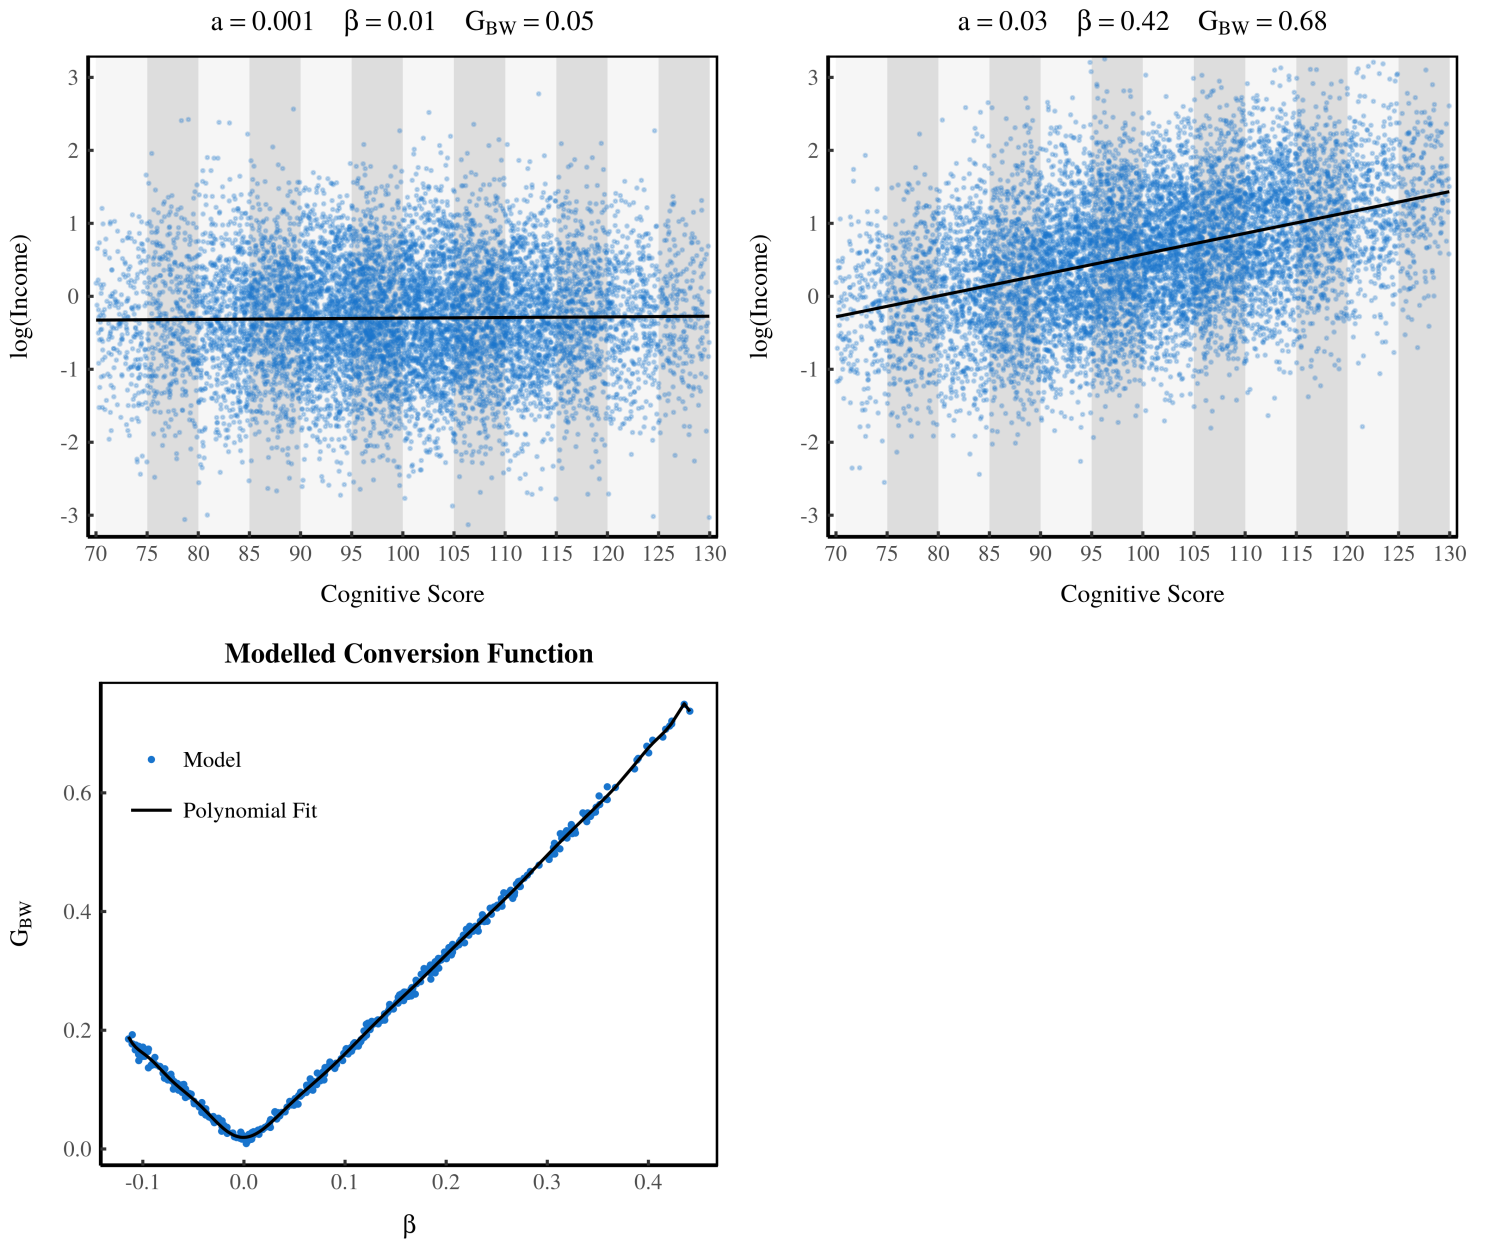 a = 0.001 β = 0.01 G_BW = 0.05
3
2
1
0
-1
-2
-3
log(Income)
70 75 80 85 90 95 100 105 110 115 120 125 130
Cognitive Score
a = 0.03 β = 0.42 G_BW = 0.68
3
2
1
0
-1
-2
-3
log(Income)
70 75 80 85 90 95 100 105 110 115 120 125 130
Cognitive Score
Modelled Conversion Function
Model
Polynomial Fit
0.6
0.4
0.2
0.0
G_BW
-0.1 0.0 0.1 0.2 0.3 0.4
β